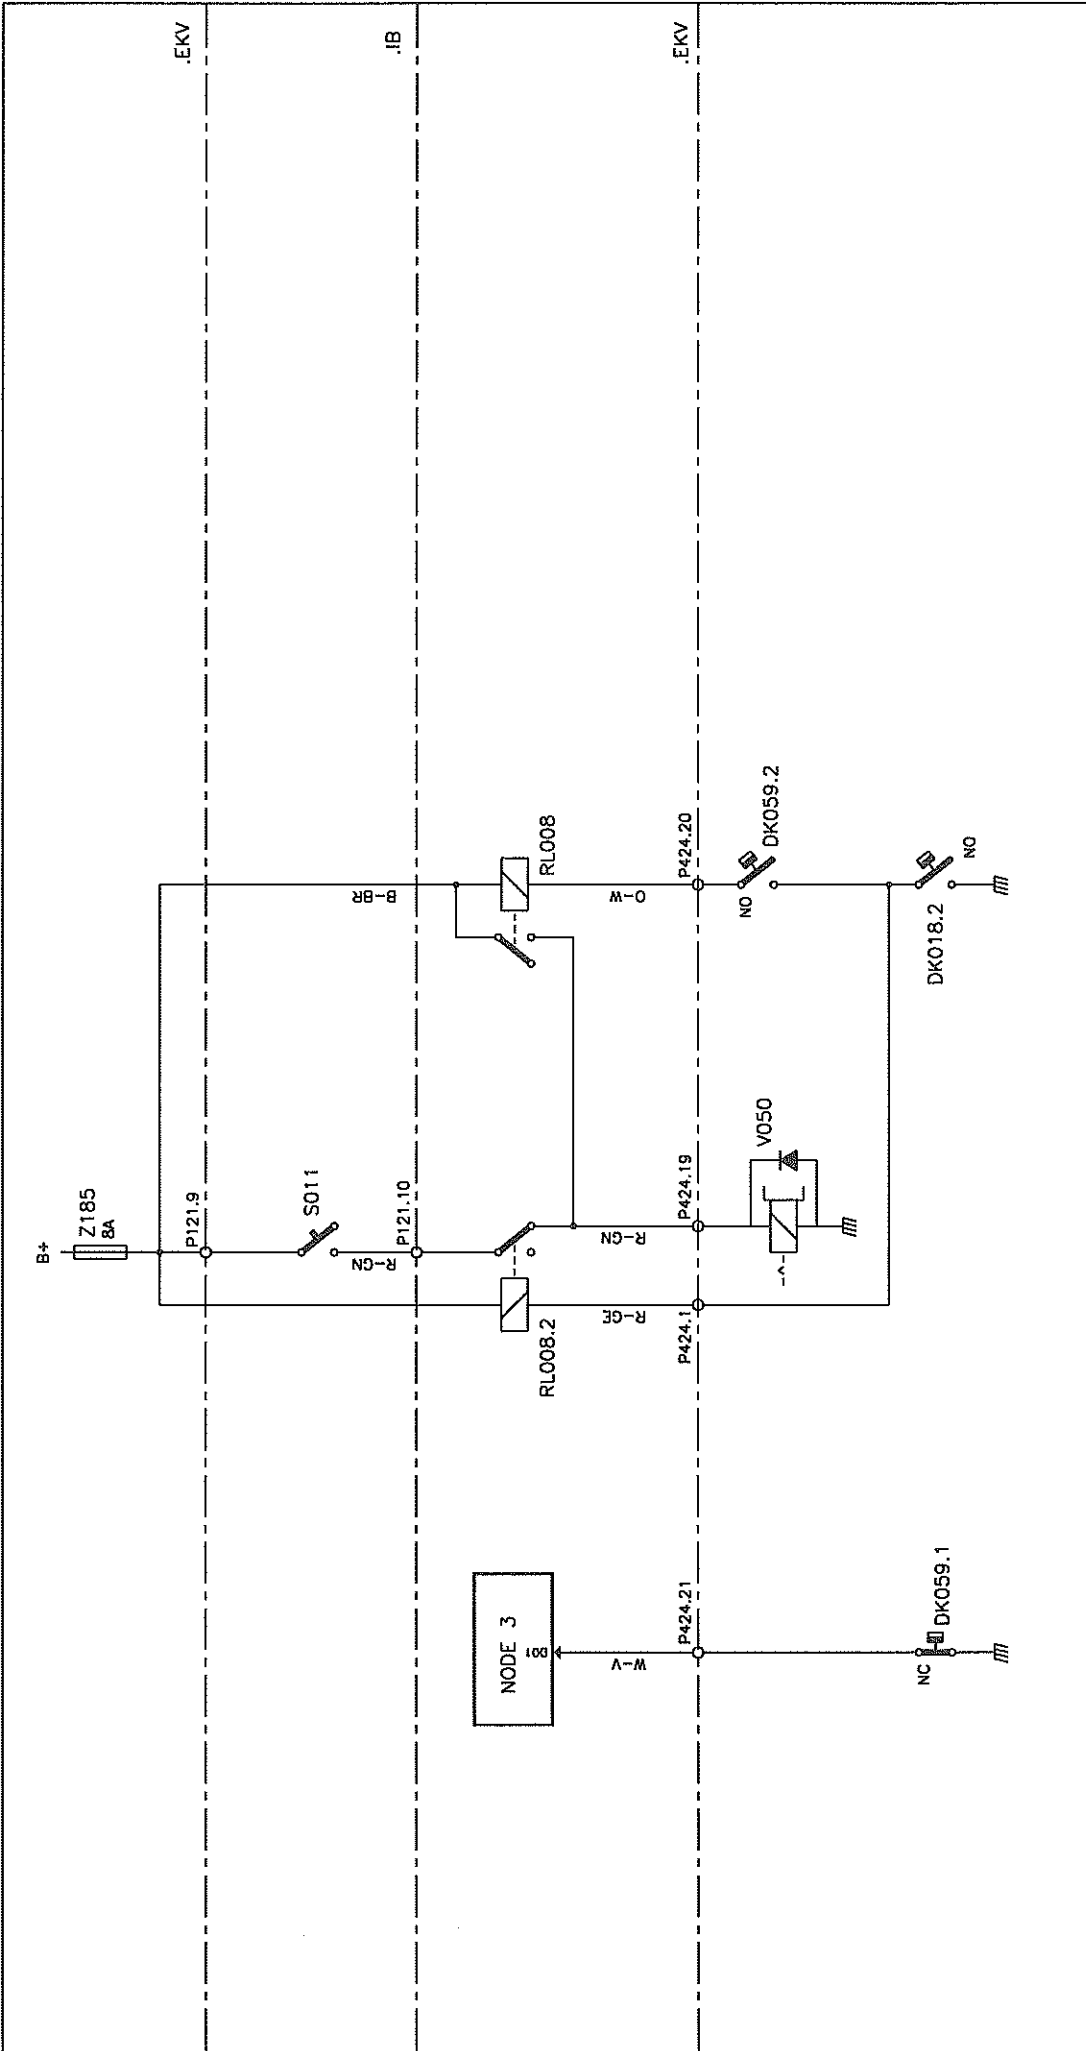 .EKV
.IB
.EKV
B+
Z185
8A
P121.9
S011
R-GN
P121.10
RL008.2
R-GE
P424.1
R-GN
P424.19
V050
B-BR
RL008
O-W
P424.20
NO
DK059.2
DK018.2
NO
NODE 3
DO1
W-V
P424.21
NC
DK059.1